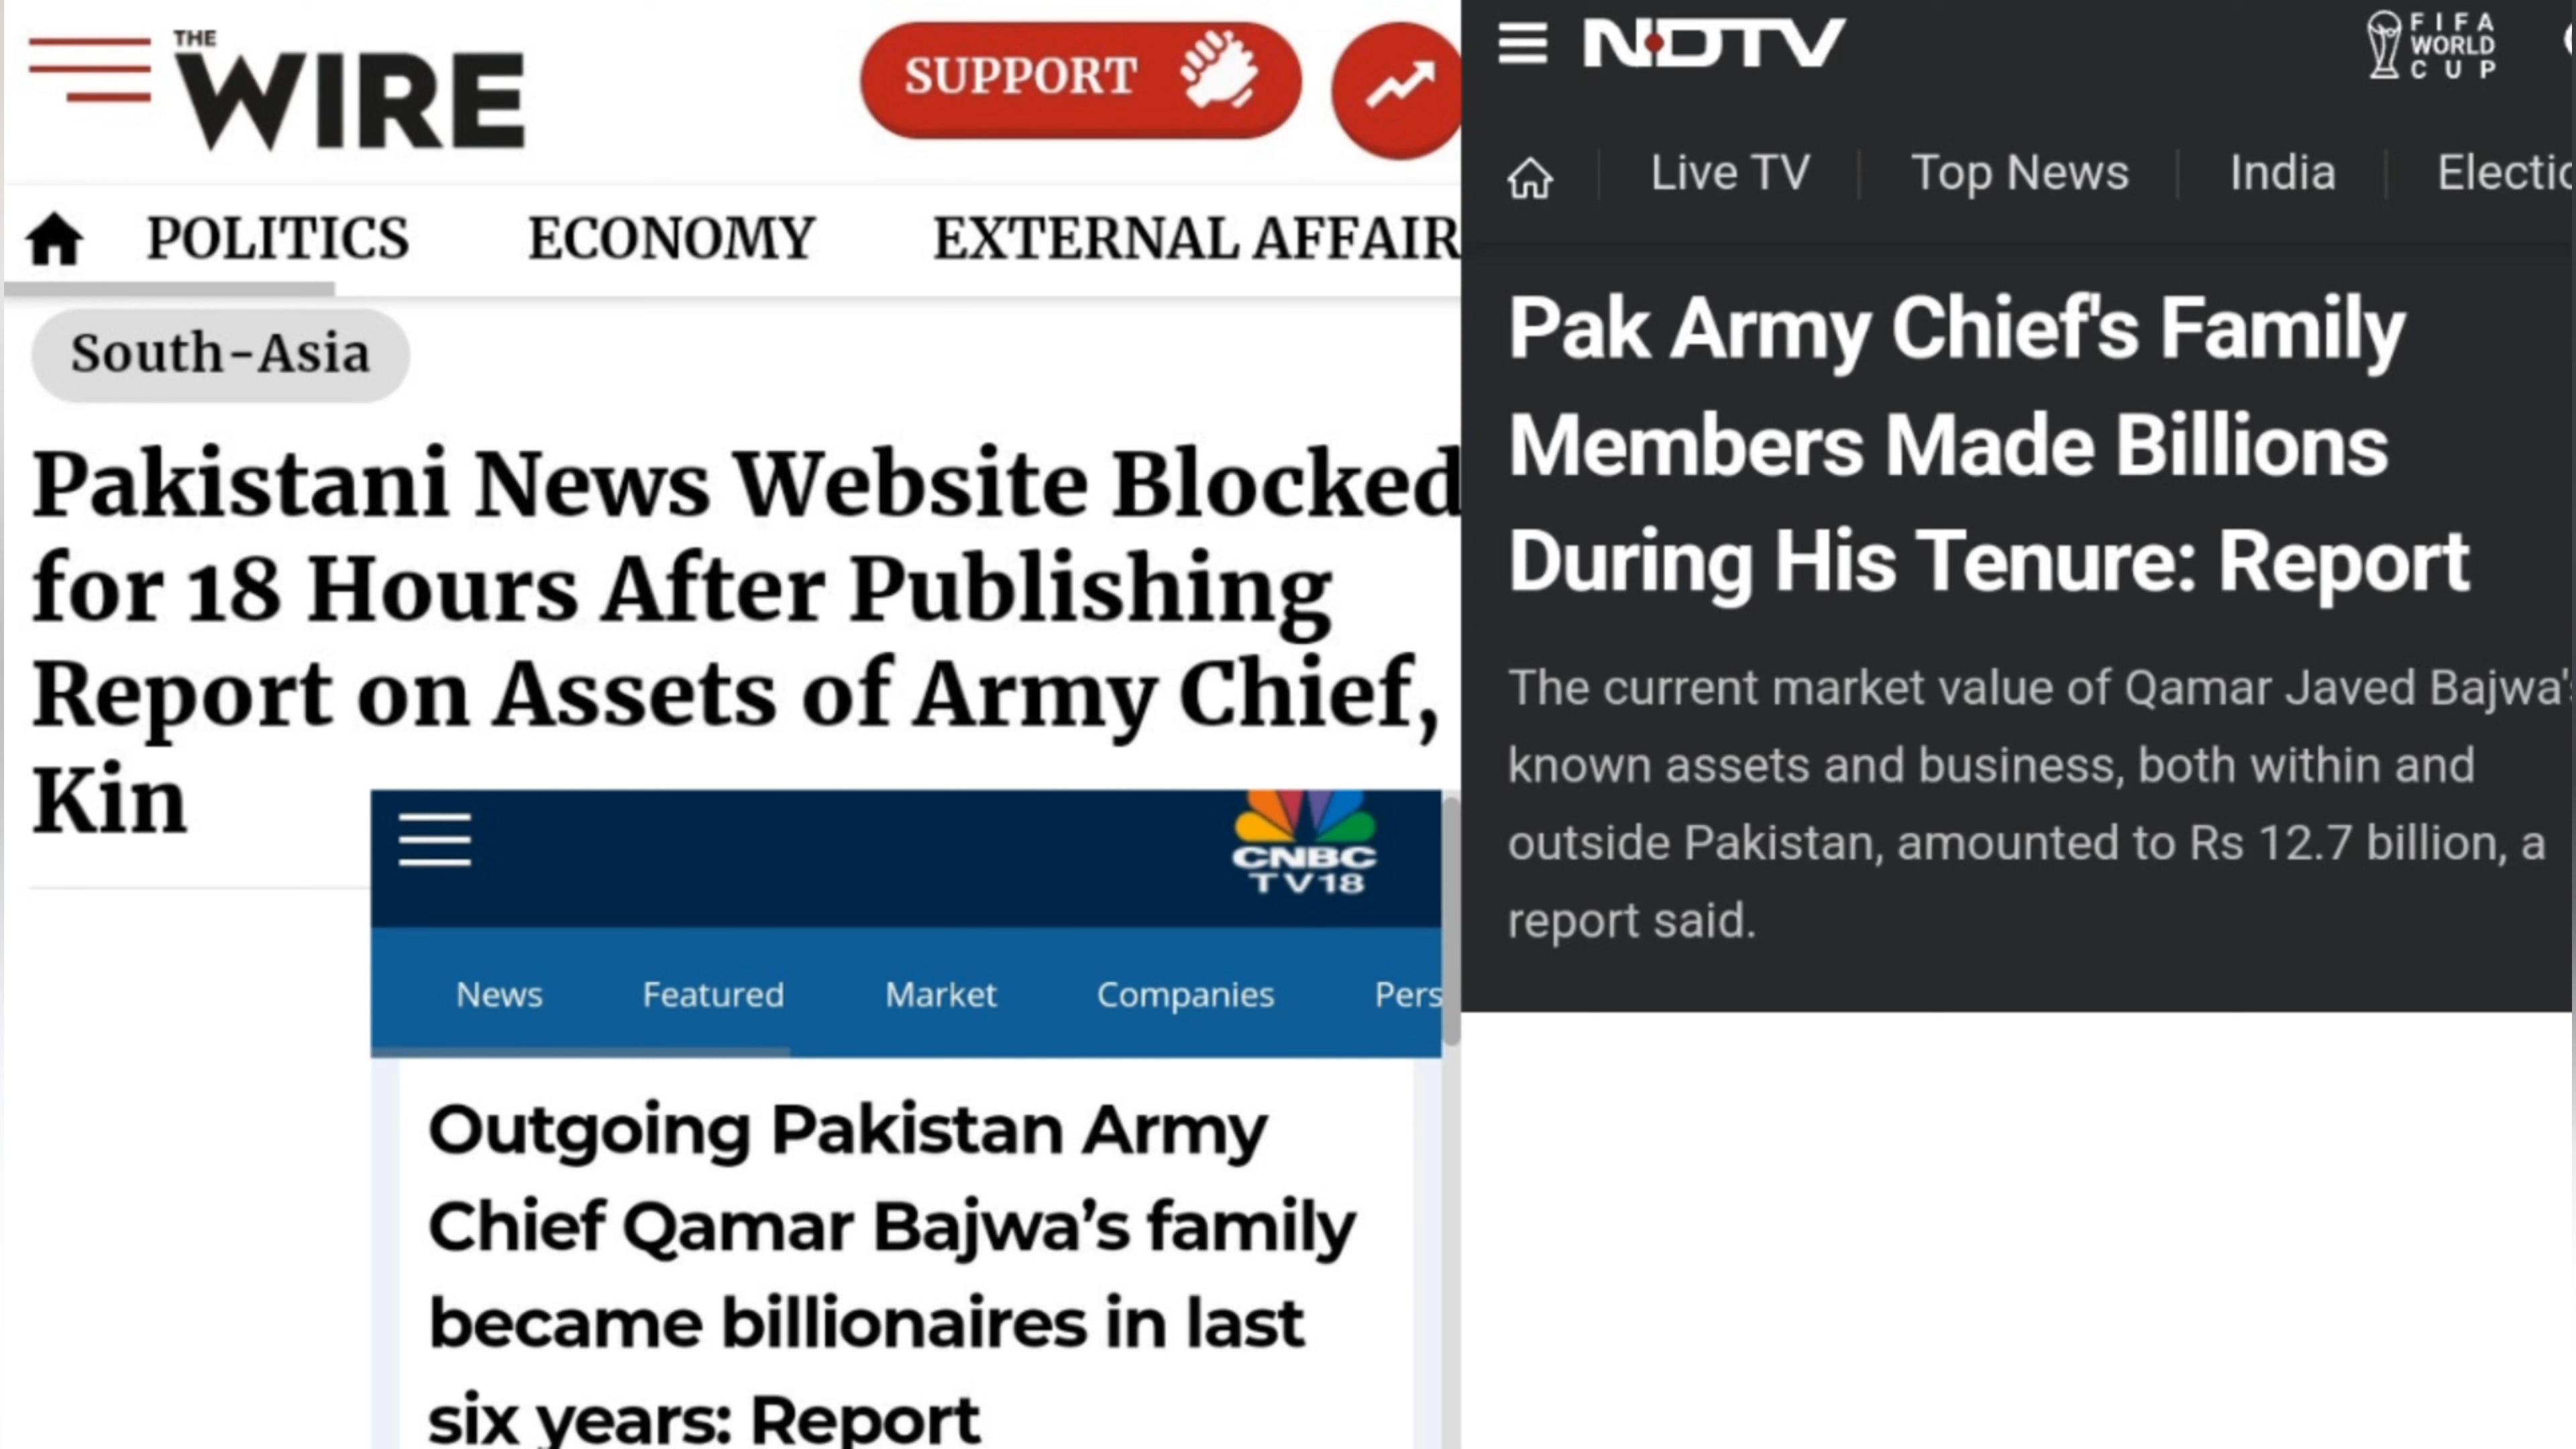 THE
WIRE
SUPPORT
POLITICS ECONOMY EXTERNAL AFFAIR
South-Asia
Pakistani News Website Blocked
for 18 Hours After Publishing
Report on Assets of Army Chief,
Kin
CNBC
TV18
News Featured Market Companies Pers
Outgoing Pakistan Army
Chief Qamar Bajwa’s family
became billionaires in last
six years: Report
NDTV
FIFA
WORLD
CUP
Live TV Top News India Electio
Pak Army Chief's Family
Members Made Billions
During His Tenure: Report
The current market value of Qamar Javed Bajwa's
known assets and business, both within and
outside Pakistan, amounted to Rs 12.7 billion, a
report said.